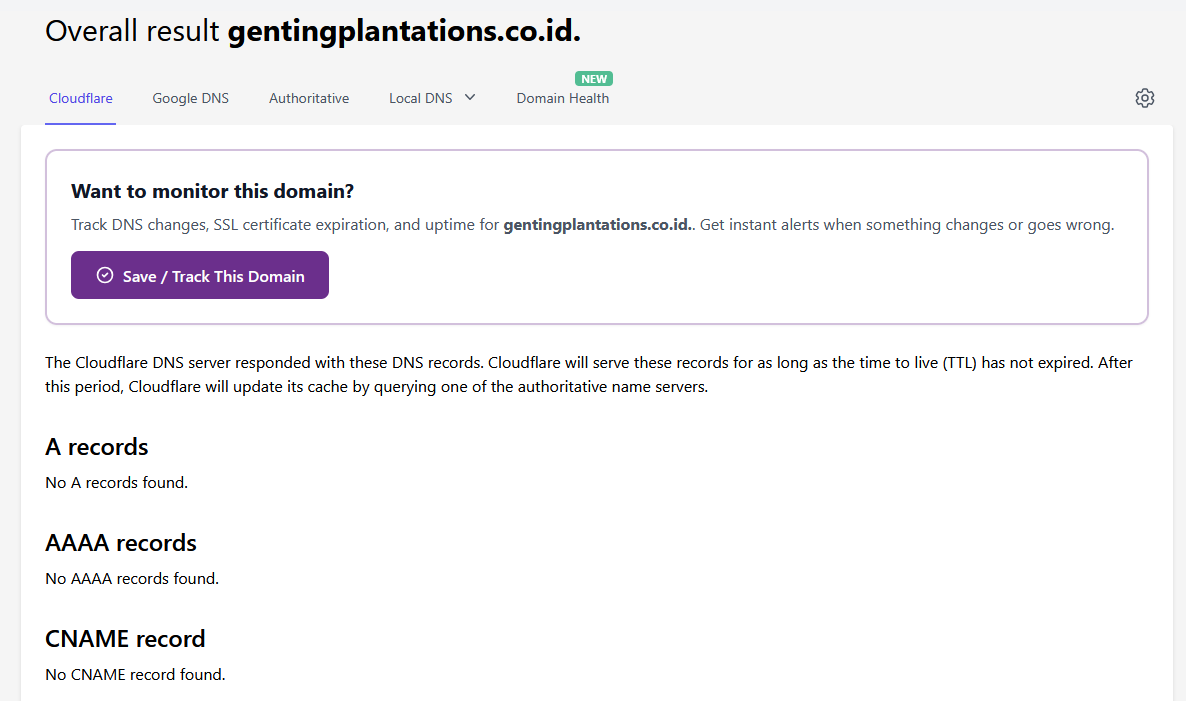 Overall result gentingplantations.co.id.
NEW
Cloudflare Google DNS Authoritative Local DNS Domain Health
Want to monitor this domain?
Track DNS changes, SSL certificate expiration, and uptime for gentingplantations.co.id.. Get instant alerts when something changes or goes wrong.
Save / Track This Domain
The Cloudflare DNS server responded with these DNS records. Cloudflare will serve these records for as long as the time to live (TTL) has not expired. After
this period, Cloudflare will update its cache by querying one of the authoritative name servers.
A records
No A records found.
AAAA records
No AAAA records found.
CNAME record
No CNAME record found.